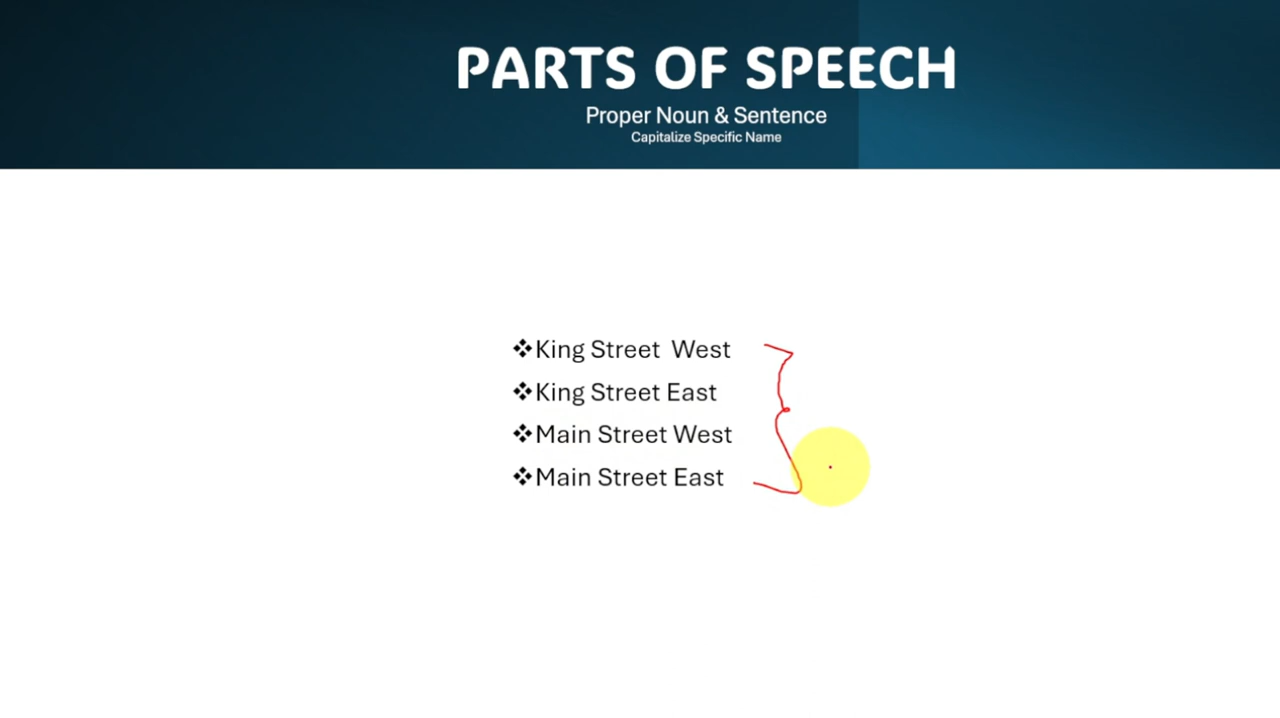 PARTS OF SPEECH
Proper Noun & Sentence
Capitalize Specific Name
❖King Street West
❖King Street East
❖Main Street West
❖Main Street East